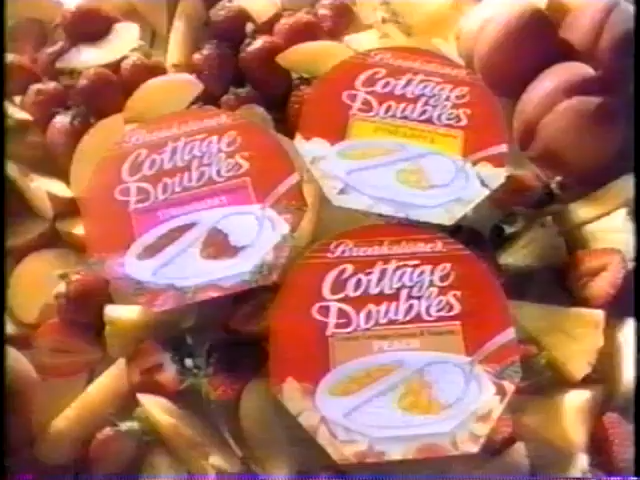 Breakstone's
Cottage
Doubles
STRAWBERRY
Breakstone's
Cottage
Doubles
PINEAPPLE
Breakstone's
Cottage
Doubles
PEACH